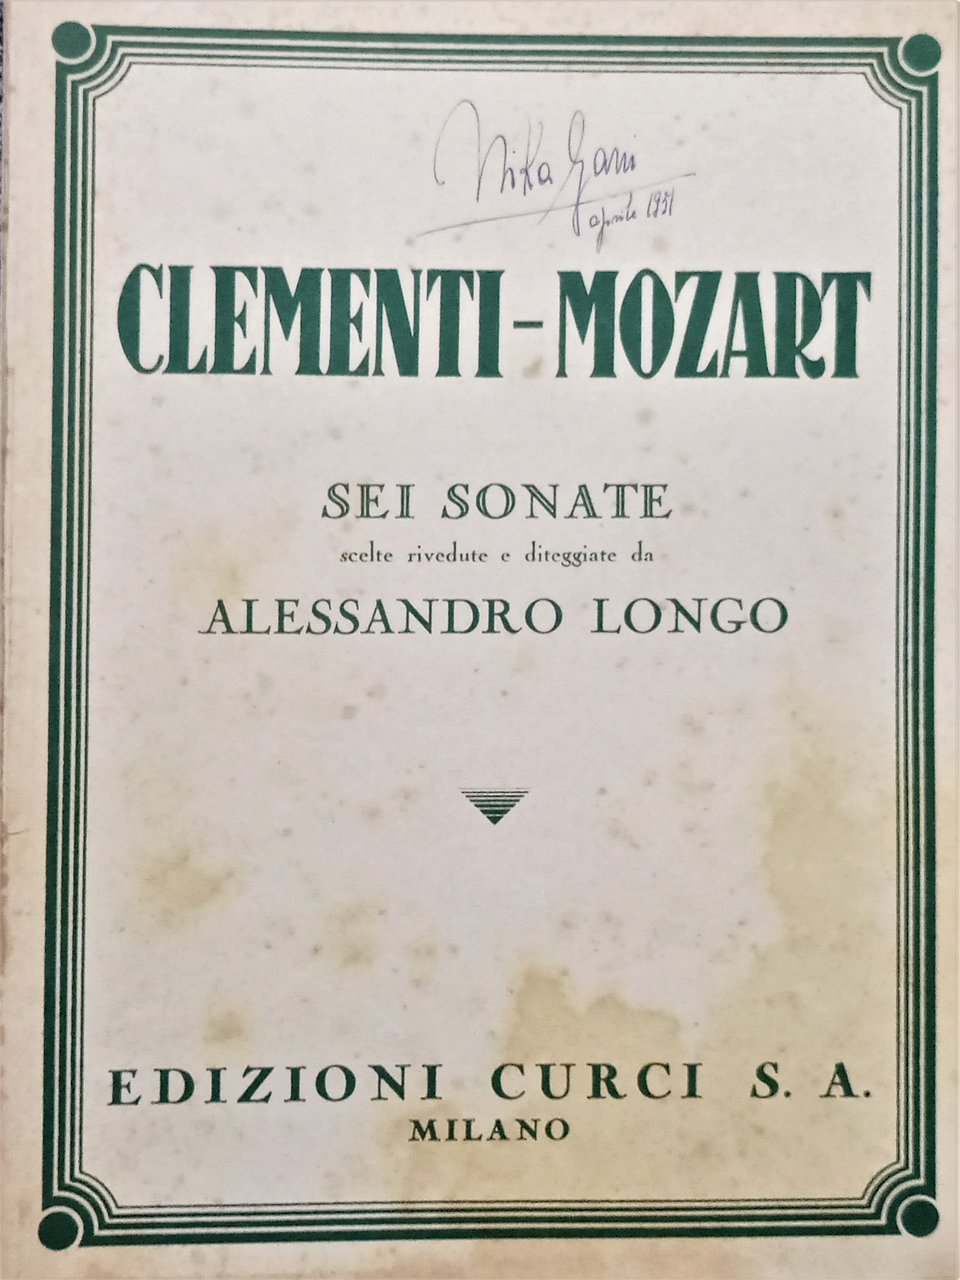 Nika Gani
aprile 1951
CLEMENTI - MOZART
SEI SONATE
scelte rivedute e diteggiate da
ALESSANDRO LONGO
EDIZIONI CURCI S. A.
MILANO